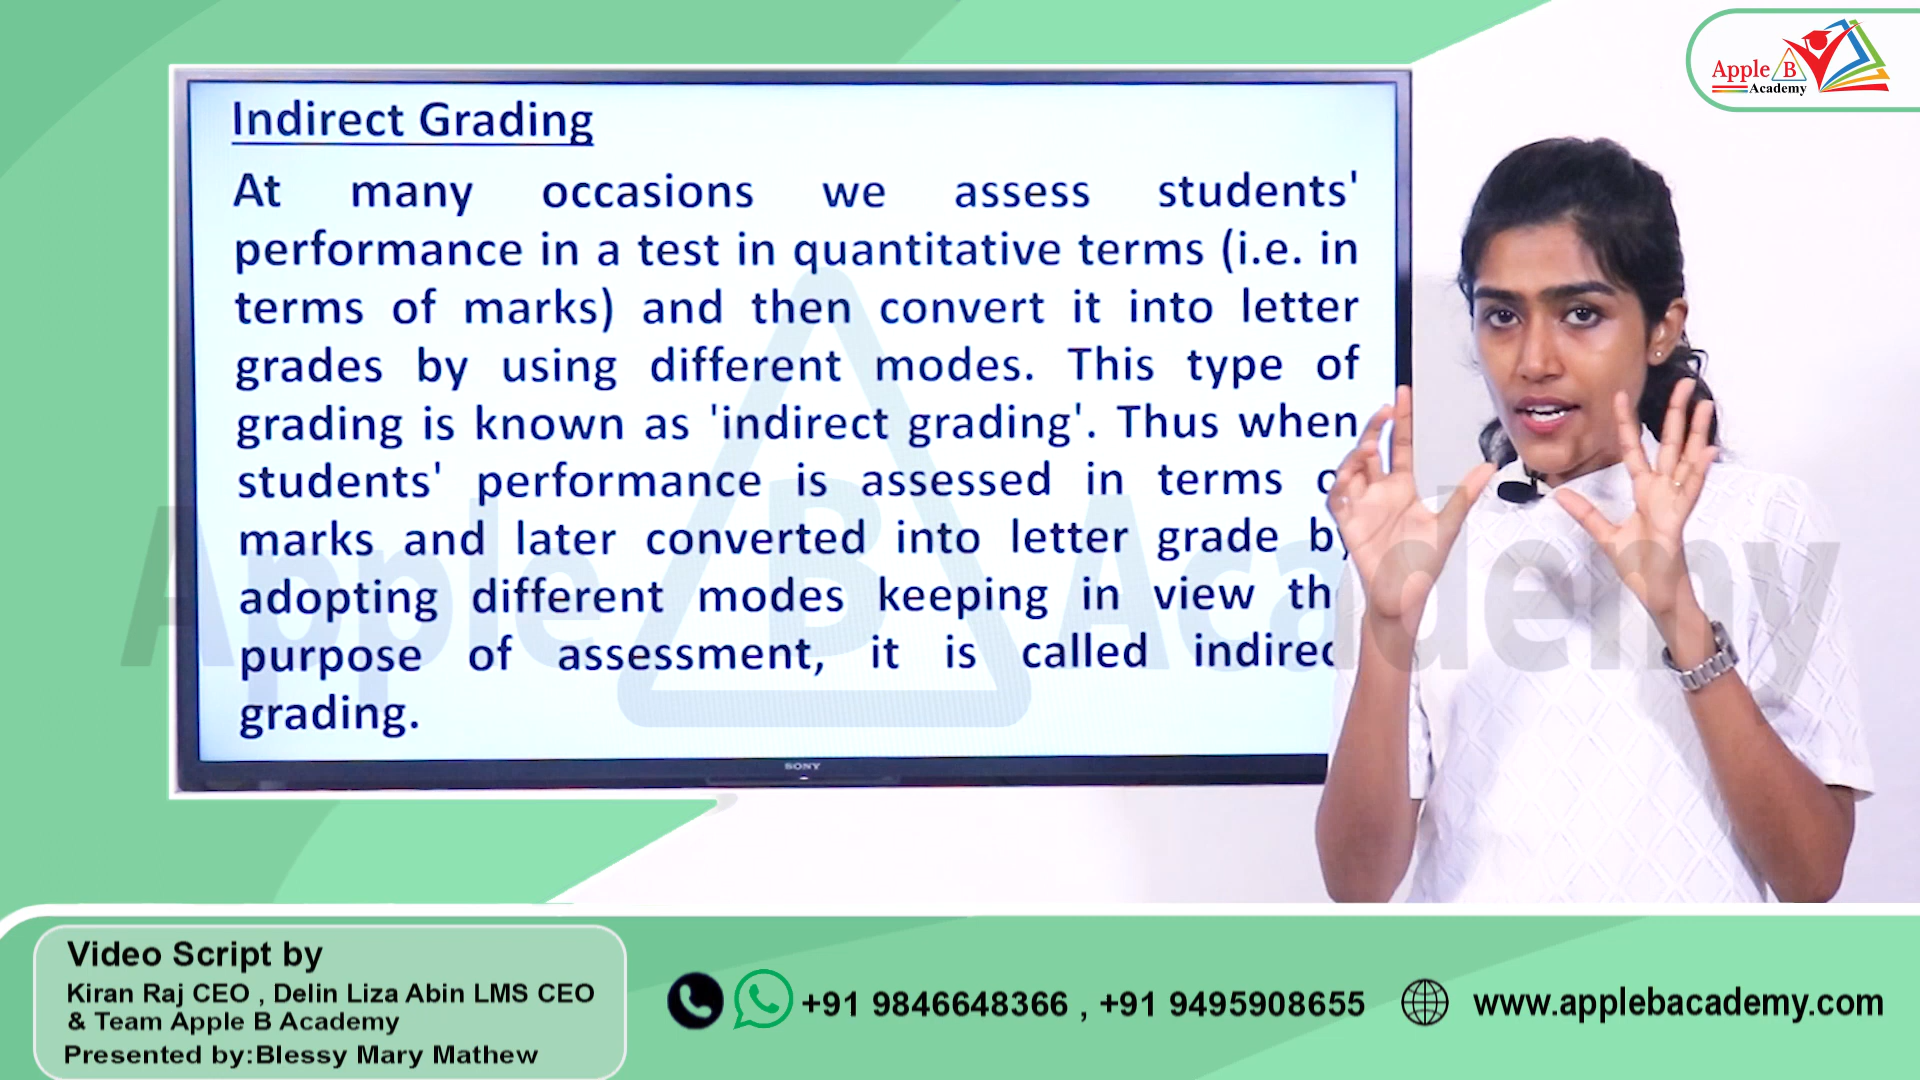 Apple B
Academy
Indirect Grading
At many occasions we assess students'
performance in a test in quantitative terms (i.e. in
terms of marks) and then convert it into letter
grades by using different modes. This type of
grading is known as 'indirect grading'. Thus when
students' performance is assessed in terms
marks and later converted into letter grade by
adopting different modes keeping in view the
purpose of assessment, it is called indirect
grading.
Apple B Academy
SONY
Video Script by
Kiran Raj CEO , Delin Liza Abin LMS CEO
& Team Apple B Academy
Presented by:Blessy Mary Mathew
+91 9846648366 , +91 9495908655
www.applebacademy.com